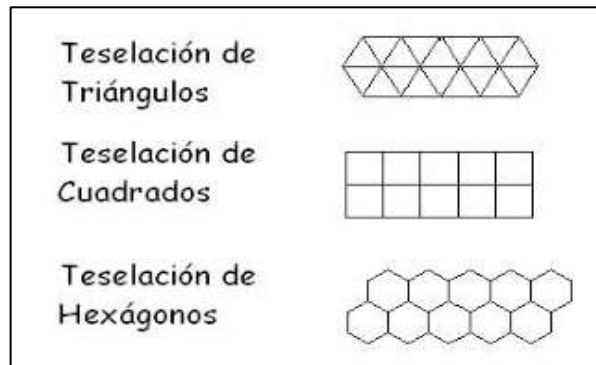 Teselación de
Triángulos
Teselación de
Cuadrados
Teselación de
Hexágonos